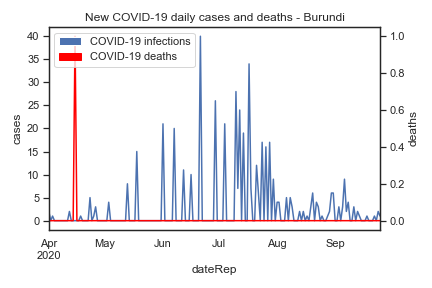 New COVID-19 daily cases and deaths - Burundi
COVID-19 infections
COVID-19 deaths
40
35
30
25
20
15
10
5
0
cases
1.0
0.8
0.6
0.4
0.2
0.0
deaths
Apr
2020
May
Jun
Jul
Aug
Sep
dateRep